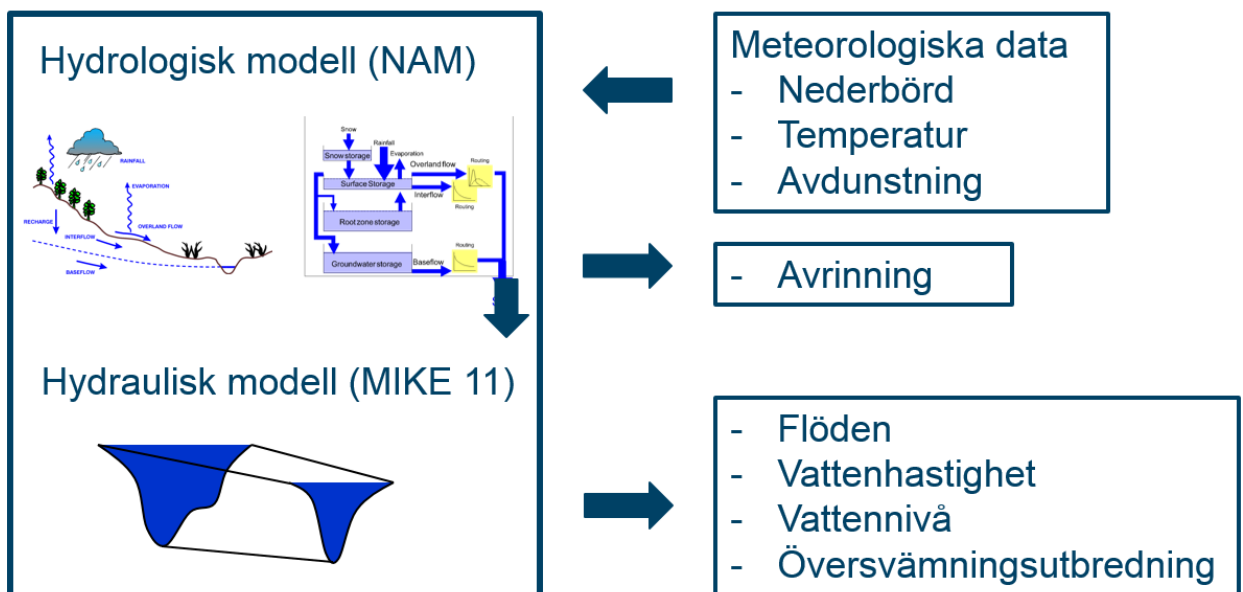 Hydrologisk modell (NAM)
RAINFALL
EVAPORATION
RECHARGE
OVERLAND FLOW
INTERFLOW
BASEFLOW
Snow
Rainfall
Snow storage
Evaporation
Overland flow
Routing
Surface Storage
Interflow
Routing
Root zone storage
Routing
Groundwater storage
Baseflow
Hydraulisk modell (MIKE 11)
Meteorologiska data
- Nederbörd
- Temperatur
- Avdunstning
- Avrinning
- Flöden
- Vattenhastighet
- Vattennivå
- Översvämningsutbredning